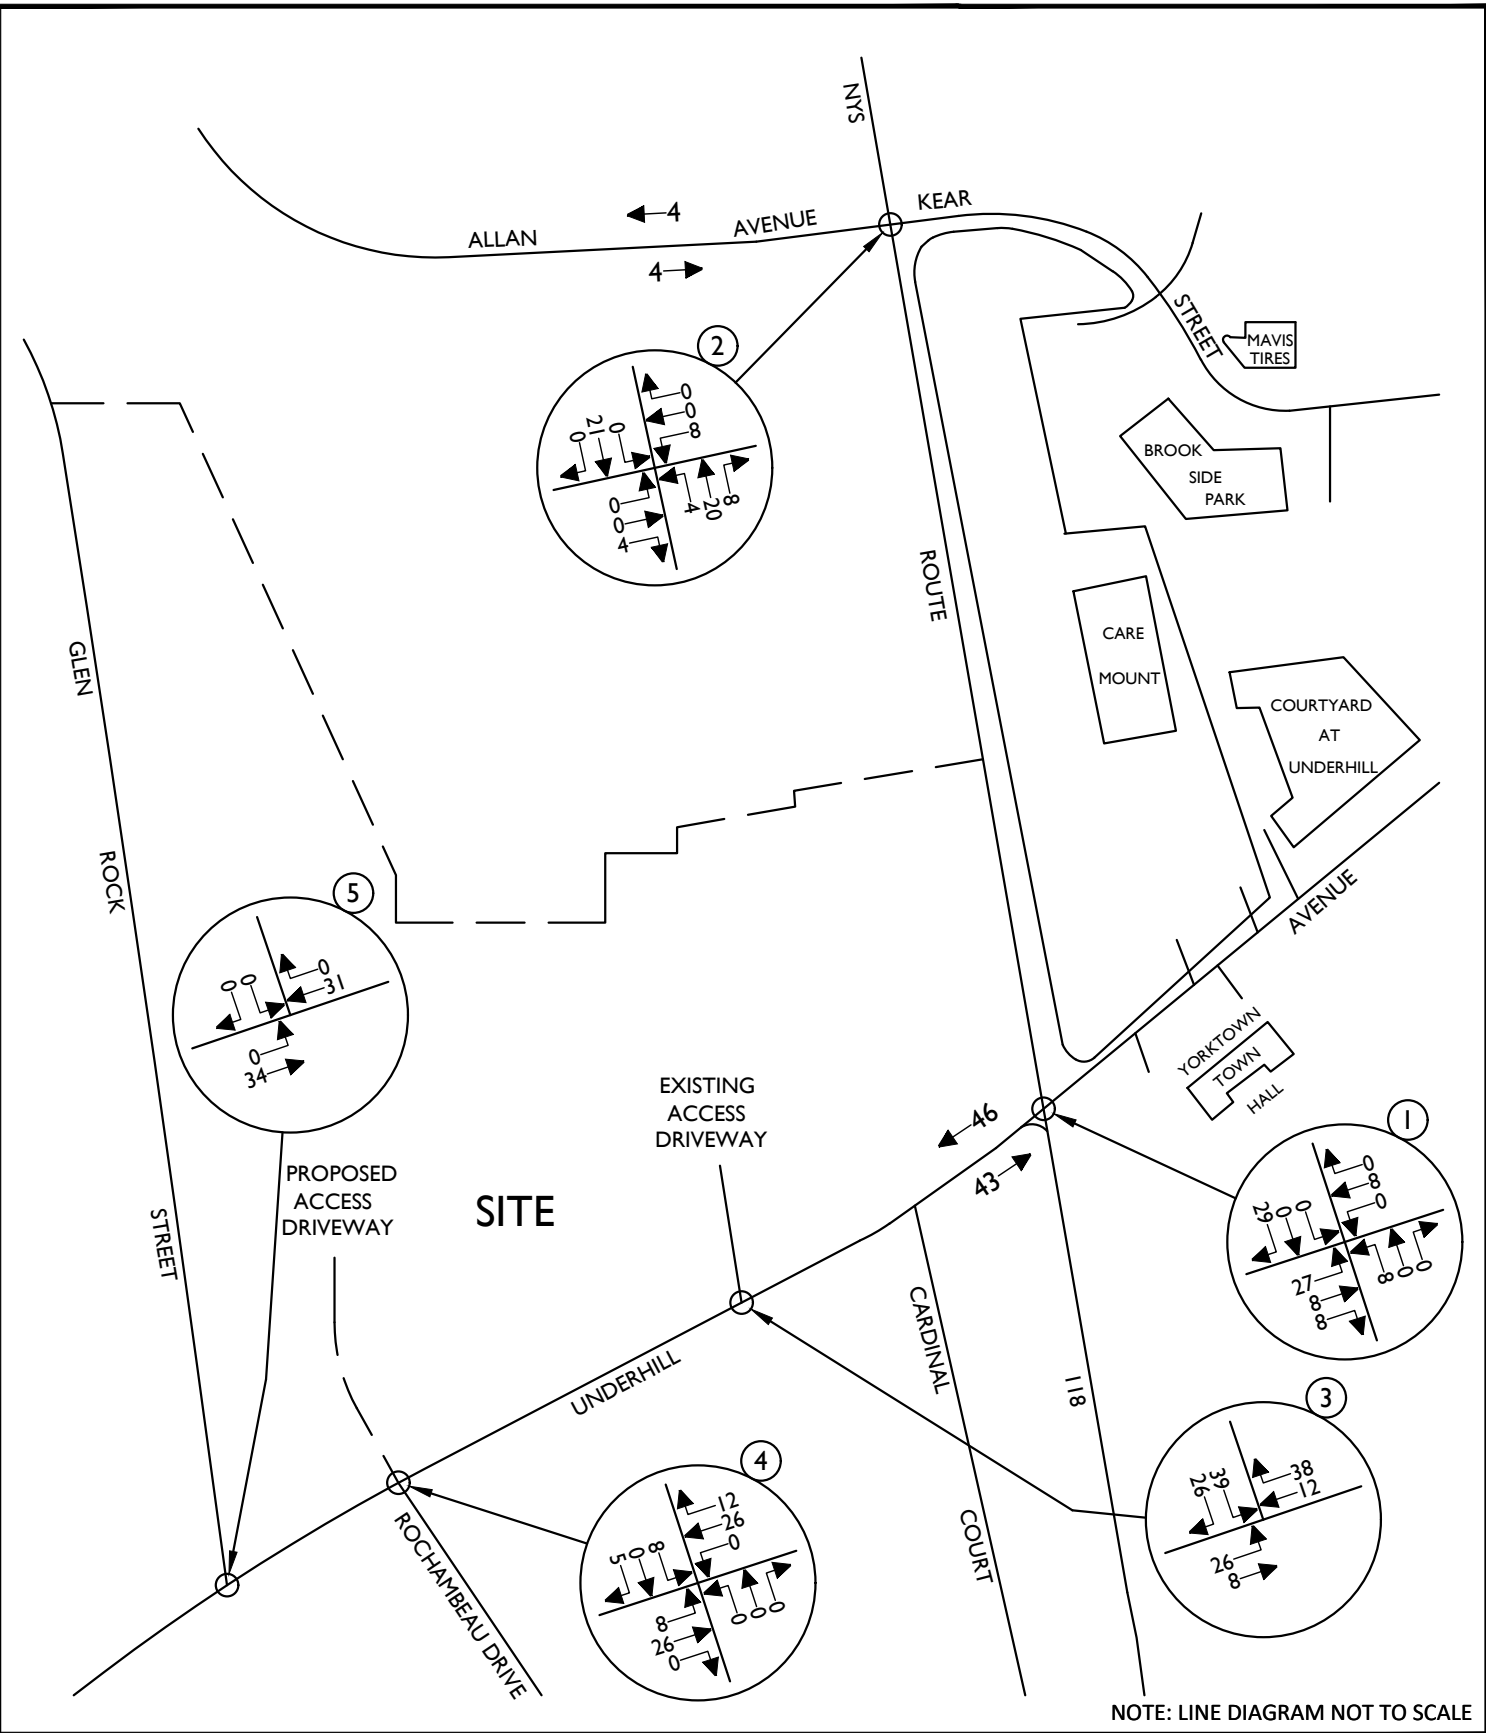 NYS
KEAR
ALLAN
AVENUE
4
4
STREET
MAVIS
TIRES
2
0
0
8
0
21
0
0
0
4
4
20
8
BROOK
SIDE
PARK
ROUTE
CARE
MOUNT
GLEN
COURTYARD
AT
UNDERHILL
ROCK
AVENUE
5
0
31
0
0
0
34
YORKTOWN
TOWN
HALL
EXISTING
ACCESS
DRIVEWAY
46
43
PROPOSED
ACCESS
DRIVEWAY
SITE
STREET
1
0
8
0
29
0
0
27
8
8
8
0
0
CARDINAL
COURT
UNDERHILL
118
3
38
12
26
39
26
8
4
12
26
0
5
0
8
8
26
0
0
0
0
ROCHAMBEAU DRIVE
NOTE: LINE DIAGRAM NOT TO SCALE